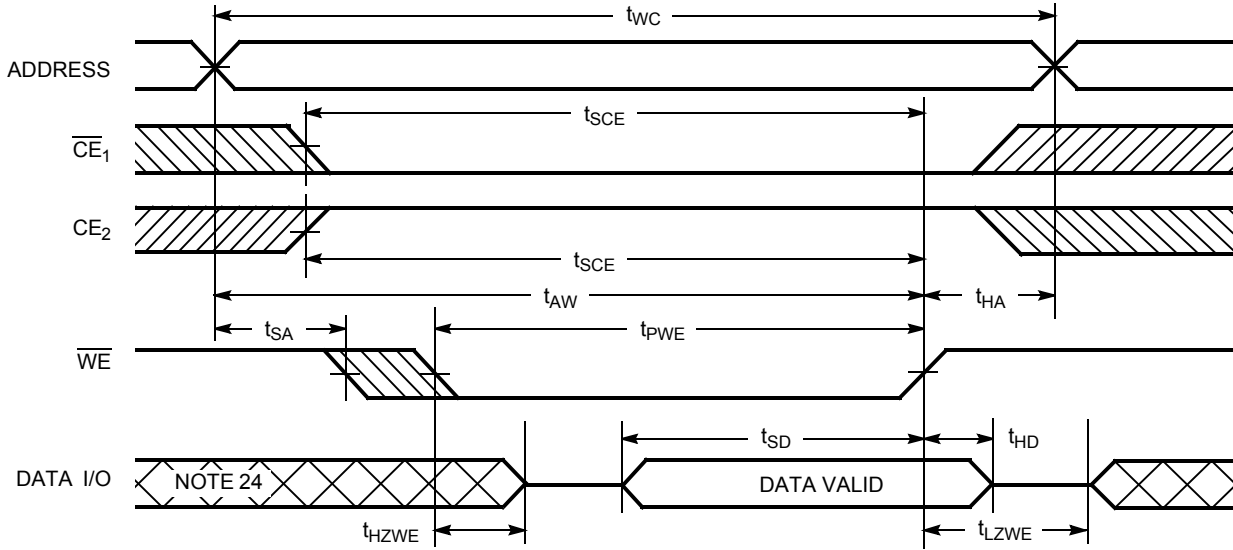 tWC
ADDRESS
tSCE
CE1
CE2
tSCE
tAW
tHA
tSA
tPWE
WE
tSD
tHD
DATA I/O
NOTE 24
DATA VALID
tHZWE
tLZWE